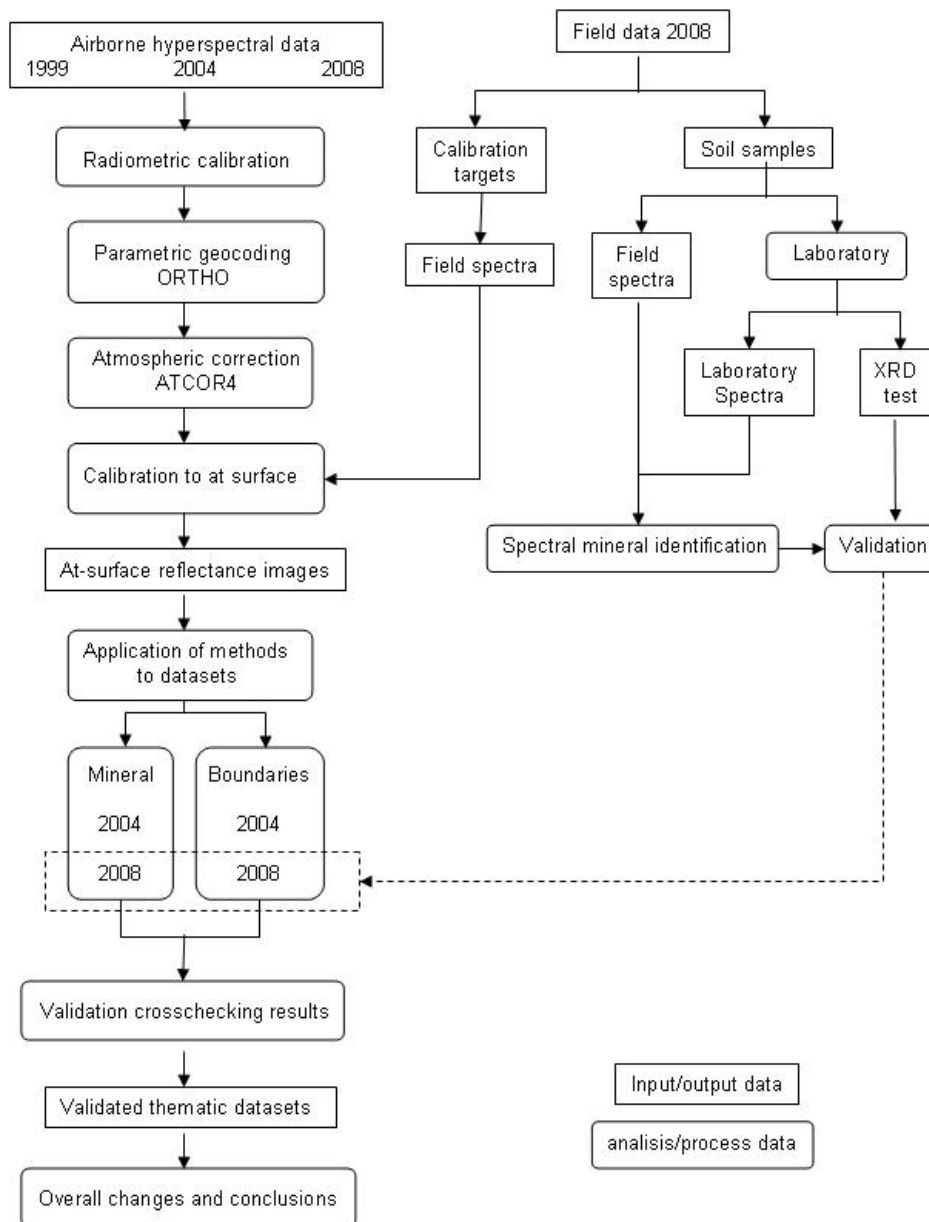 Airborne hyperspectral data
1999 2004 2008
Radiometric calibration
Parametric geocoding
ORTHO
Atmospheric correction
ATCOR4
Calibration to at surface
At-surface reflectance images
Application of methods
to datasets
Mineral
2004
2008
Boundaries
2004
2008
Validation crosschecking results
Validated thematic datasets
Overall changes and conclusions
Field data 2008
Calibration
targets
Field spectra
Soil samples
Field
spectra
Laboratory
Laboratory
Spectra
XRD
test
Spectral mineral identification
Validation
Input/output data
analisis/process data